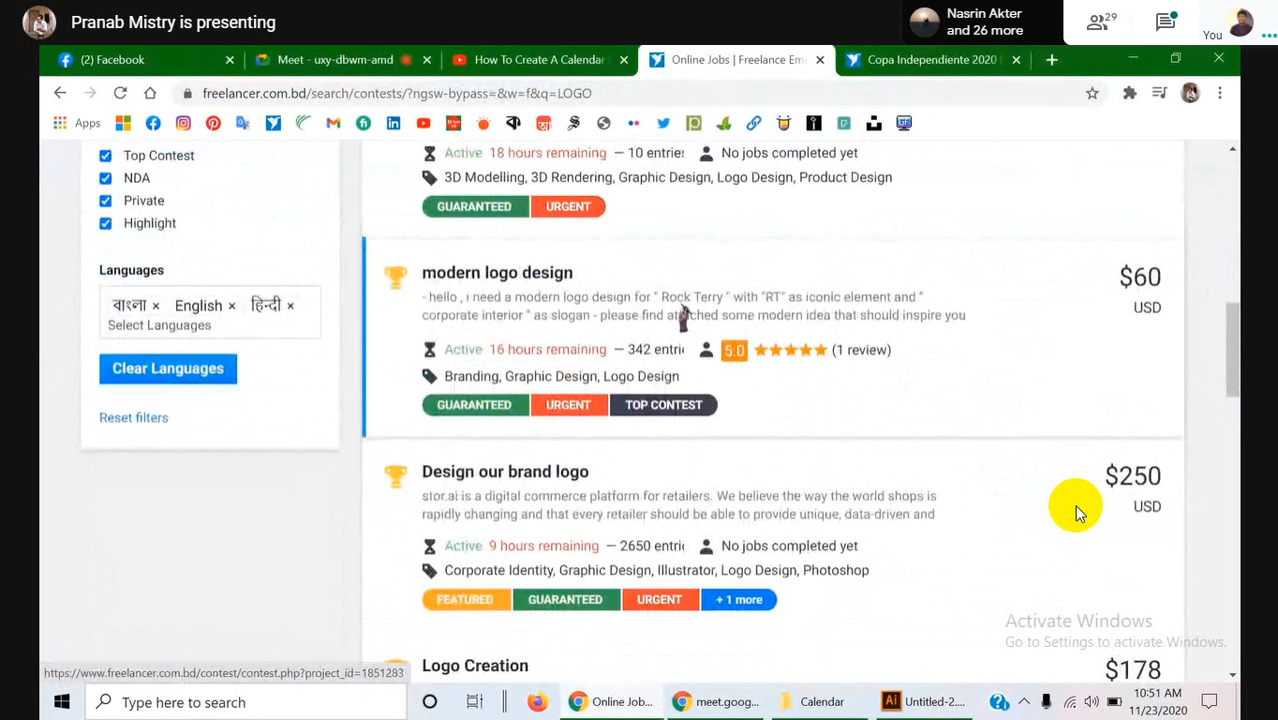 Pranab Mistry is presenting
Nasrin Akter
and 26 more
29
You
(2) Facebook
Meet - uxy-dbwm-amd
How To Create A Calendar
Online Jobs | Freelance Em
Copa Independiente 2020
freelancer.com.bd/search/contests/?ngsw-bypass=&w=f&q=LOGO
Apps
Top Contest
NDA
Private
Highlight
Languages
বাংলা × English × हिन्दी ×
Select Languages
Clear Languages
Reset filters
Active 18 hours remaining — 10 entries No jobs completed yet
3D Modelling, 3D Rendering, Graphic Design, Logo Design, Product Design
GUARANTEED URGENT
modern logo design
$60
USD
- hello , i need a modern logo design for " Rock Terry " with "RT" as iconic element and "
corporate interior " as slogan - please find attached some modern idea that should inspire you
Active 16 hours remaining — 342 entri 5.0 (1 review)
Branding, Graphic Design, Logo Design
GUARANTEED URGENT TOP CONTEST
Design our brand logo
$250
USD
stor.ai is a digital commerce platform for retailers. We believe the way the world shops is
rapidly changing and that every retailer should be able to provide unique, data-driven and
Active 9 hours remaining — 2650 entri No jobs completed yet
Corporate Identity, Graphic Design, Illustrator, Logo Design, Photoshop
FEATURED GUARANTEED URGENT + 1 more
Logo Creation
$178
Activate Windows
Go to Settings to activate Windows.
https://www.freelancer.com.bd/contest/contest.php?project_id=1851283
Type here to search
Online Job...
meet.goog...
Calendar
Untitled-2....
10:51 AM
11/23/2020